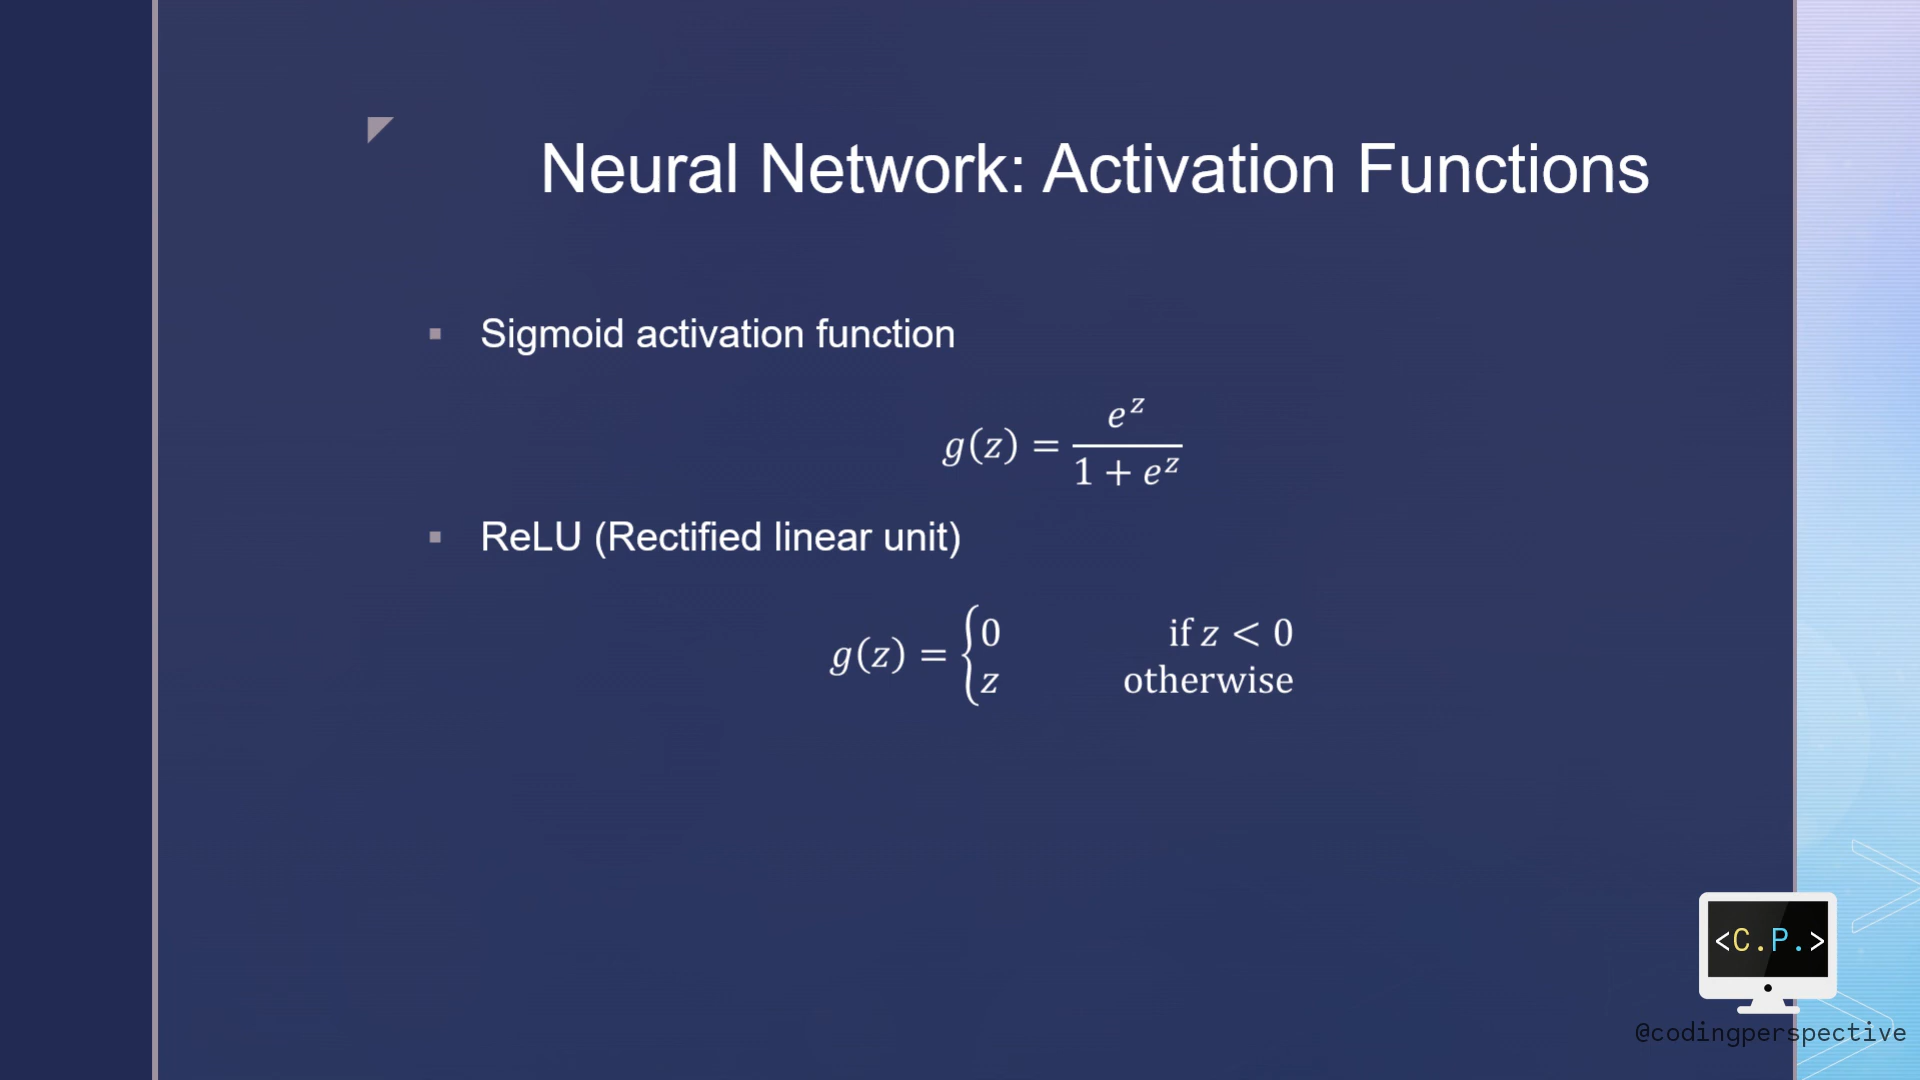 Neural Network: Activation Functions
▪ Sigmoid activation function
g(z) = e^z / (1 + e^z)
▪ ReLU (Rectified linear unit)
g(z) = { 0 if z < 0
z otherwise
<C.P.>
@codingperspective